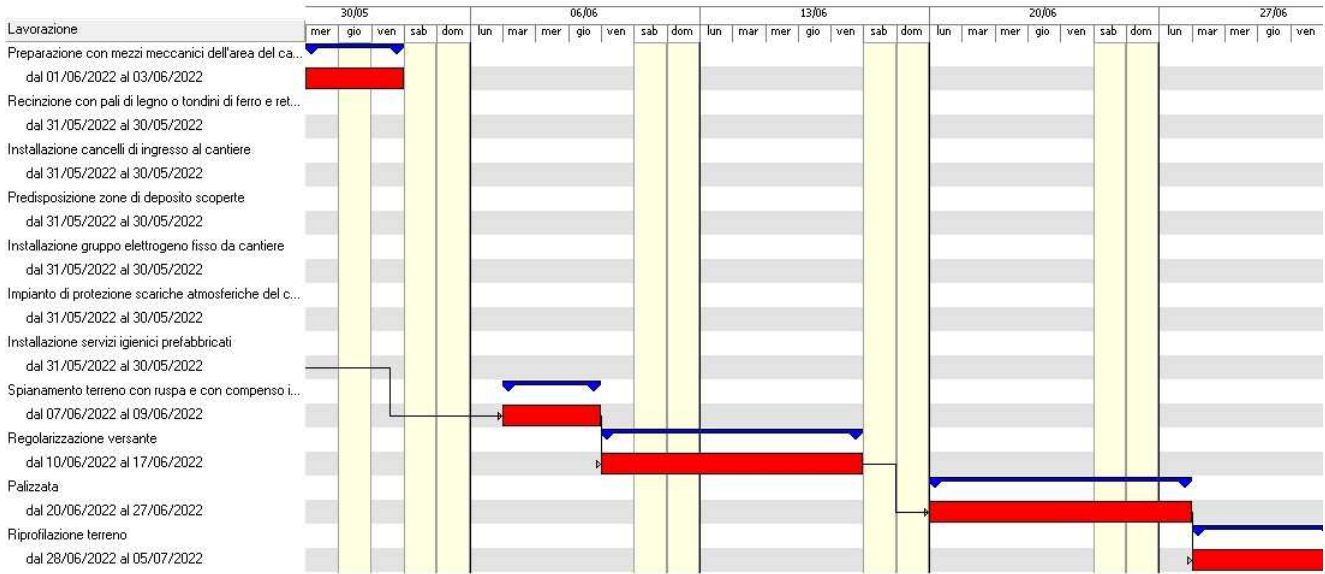 30/05 06/06 13/06 20/06 27/06
Lavorazione mer gio ven sab dom lun mar mer gio ven sab dom lun mar mer gio ven sab dom lun mar mer gio ven sab dom lun mar mer gio ven
Preparazione con mezzi meccanici dell'area del ca...
dal 01/06/2022 al 03/06/2022
Recinzione con pali di legno o tondini di ferro e ret...
dal 31/05/2022 al 30/05/2022
Installazione cancelli di ingresso al cantiere
dal 31/05/2022 al 30/05/2022
Predisposizione zone di deposito scoperte
dal 31/05/2022 al 30/05/2022
Installazione gruppo elettrogeno fisso da cantiere
dal 31/05/2022 al 30/05/2022
Impianto di protezione scariche atmosferiche del c...
dal 31/05/2022 al 30/05/2022
Installazione servizi igienici prefabbricati
dal 31/05/2022 al 30/05/2022
Spianamento terreno con ruspa e con compenso i...
dal 07/06/2022 al 09/06/2022
Regolarizzazione versante
dal 10/06/2022 al 17/06/2022
Palizzata
dal 20/06/2022 al 27/06/2022
Riprofilazione terreno
dal 28/06/2022 al 05/07/2022